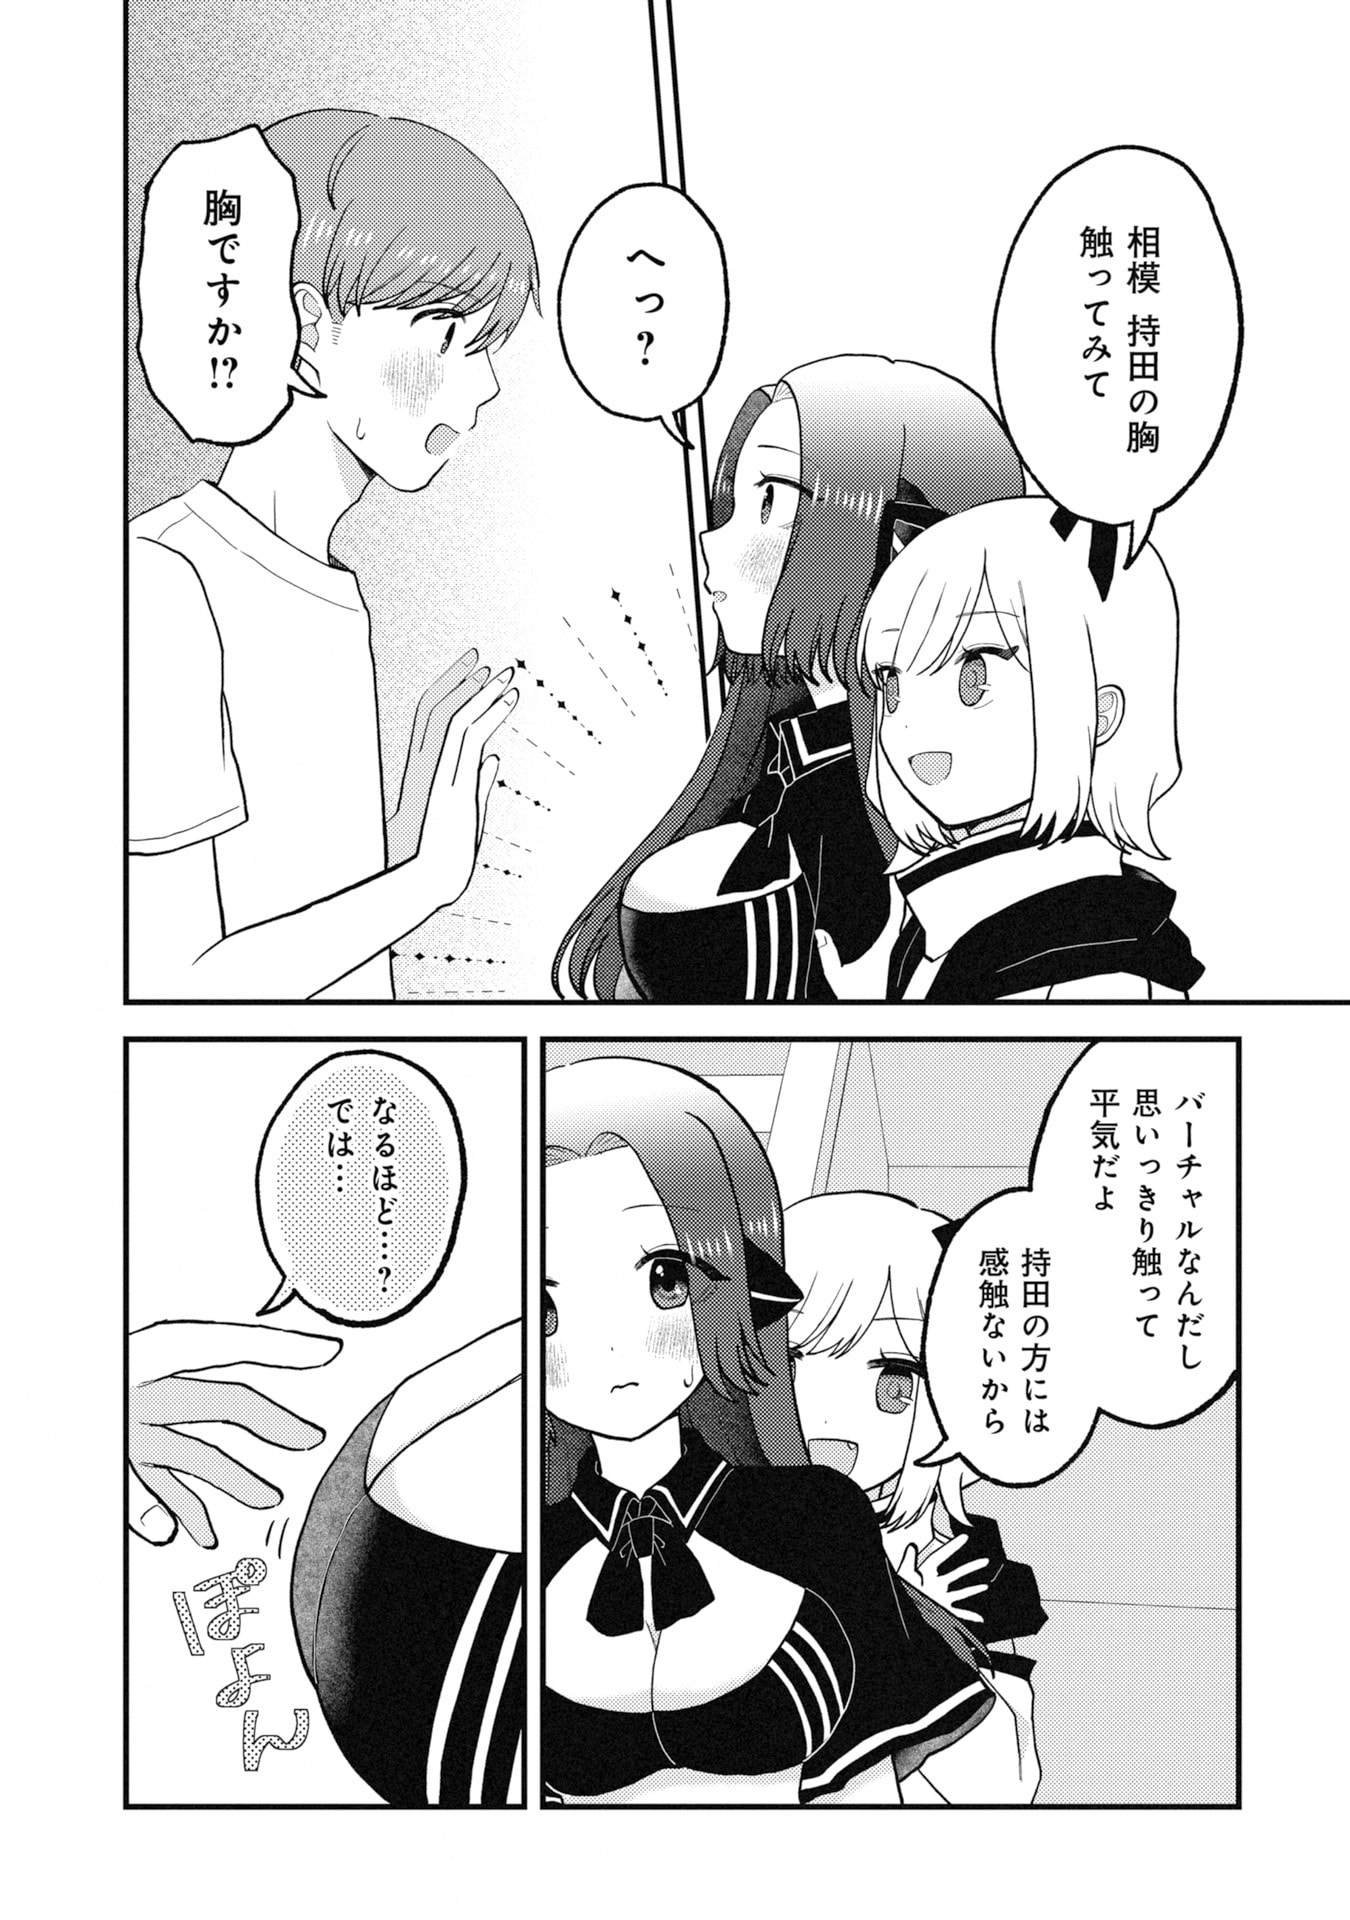 相模 持田の胸
触ってみて
へっ？
胸ですか!?
バーチャルなんだし
思いっきり触って
平気だよ
持田の方には
感触ないから
なるほど…？
では…
ぽよん